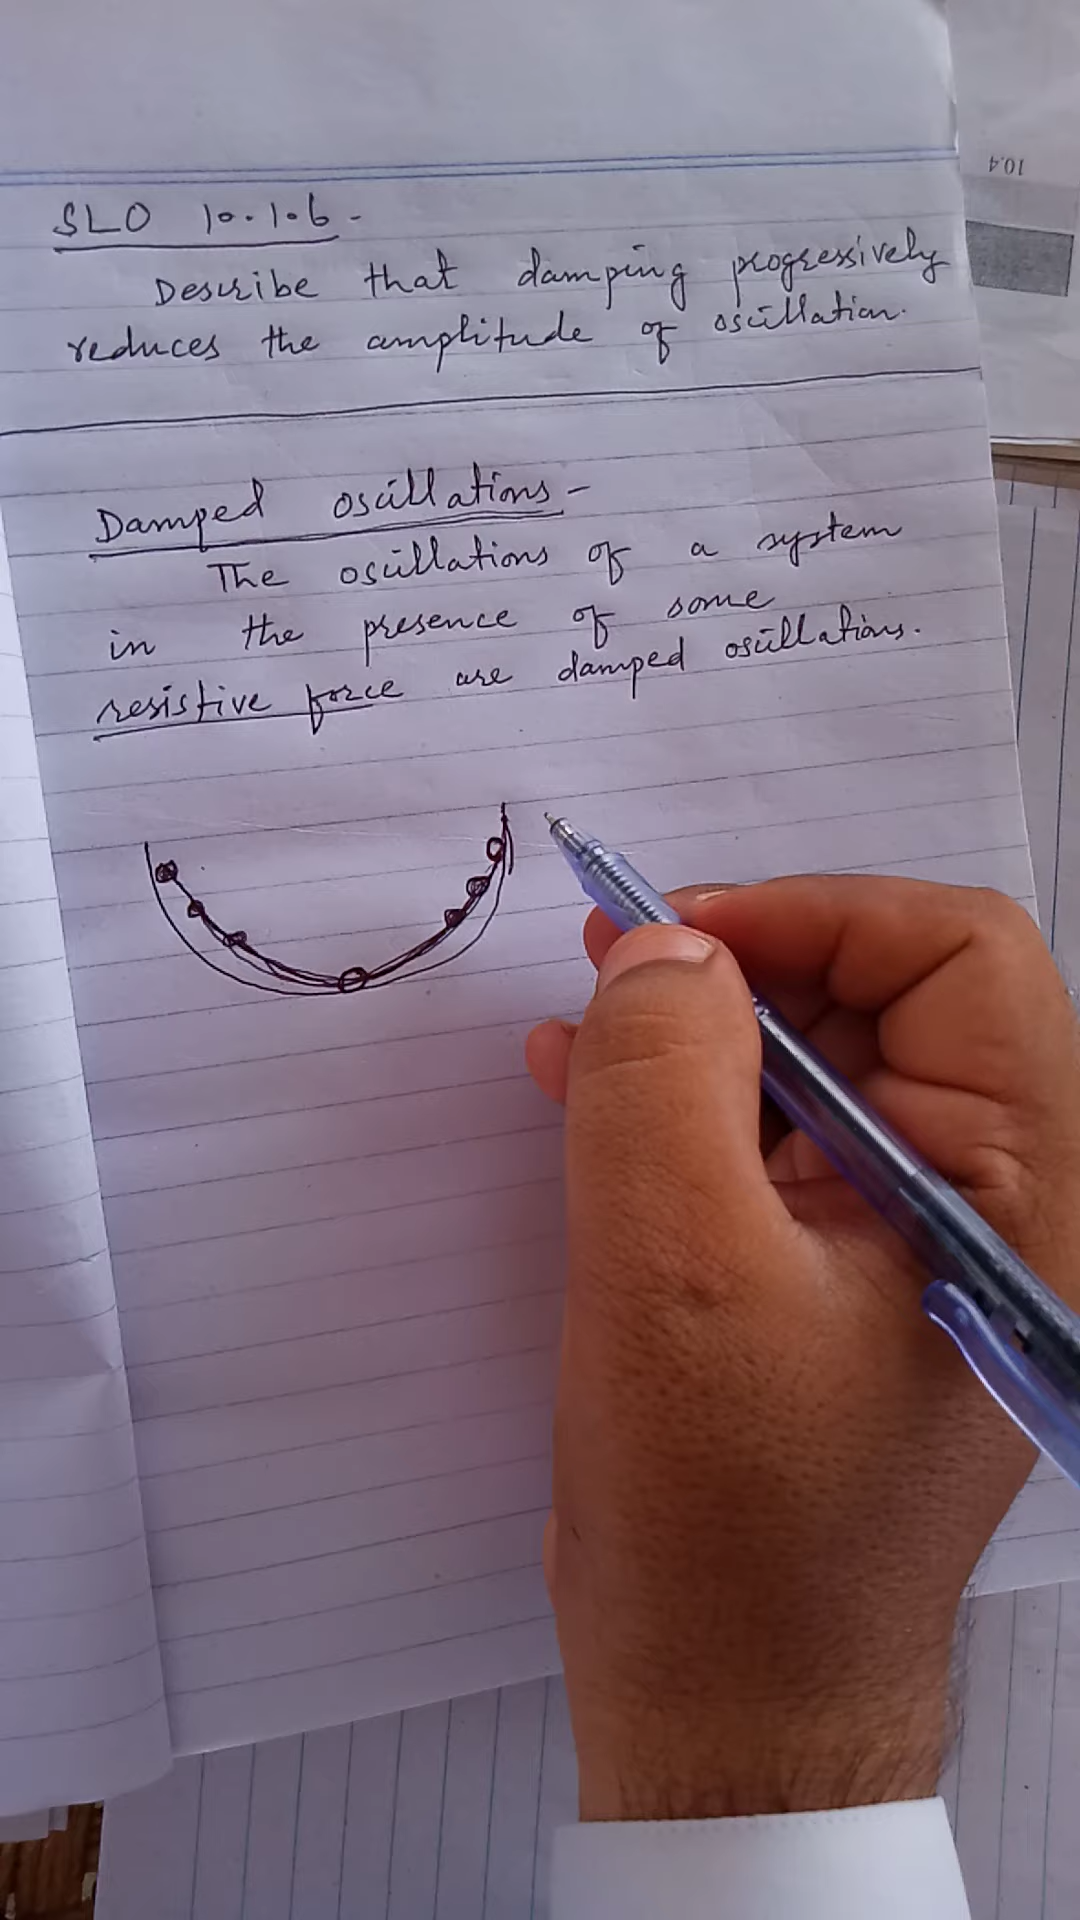 10.4
SLO 10.1.6-
Describe that damping progressively
reduces the amplitude of oscillation.
Damped oscillations-
The oscillations of a system
in the presence of some
resistive force are damped oscillations.